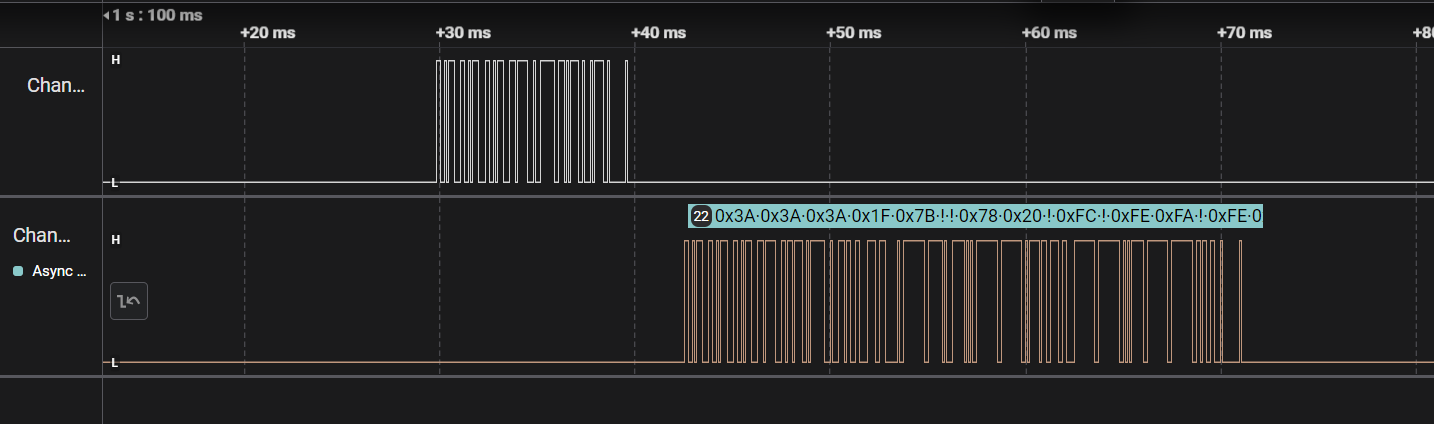 1 s : 100 ms
+20 ms +30 ms +40 ms +50 ms +60 ms +70 ms +80
H
Chan...
L
22 0x3A·0x3A·0x3A·0x1F·0x7B·!·!·0x78·0x20·!·0xFC·!·0xFE·0xFA·!·0xFE·0
Chan...
H
Async ...
L